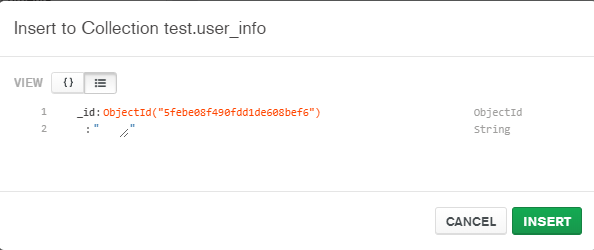 Insert to Collection test.user_info
VIEW {}
1 _id:ObjectId("5febe08f490fdd1de608bef6") ObjectId
2 :" " String
CANCEL INSERT